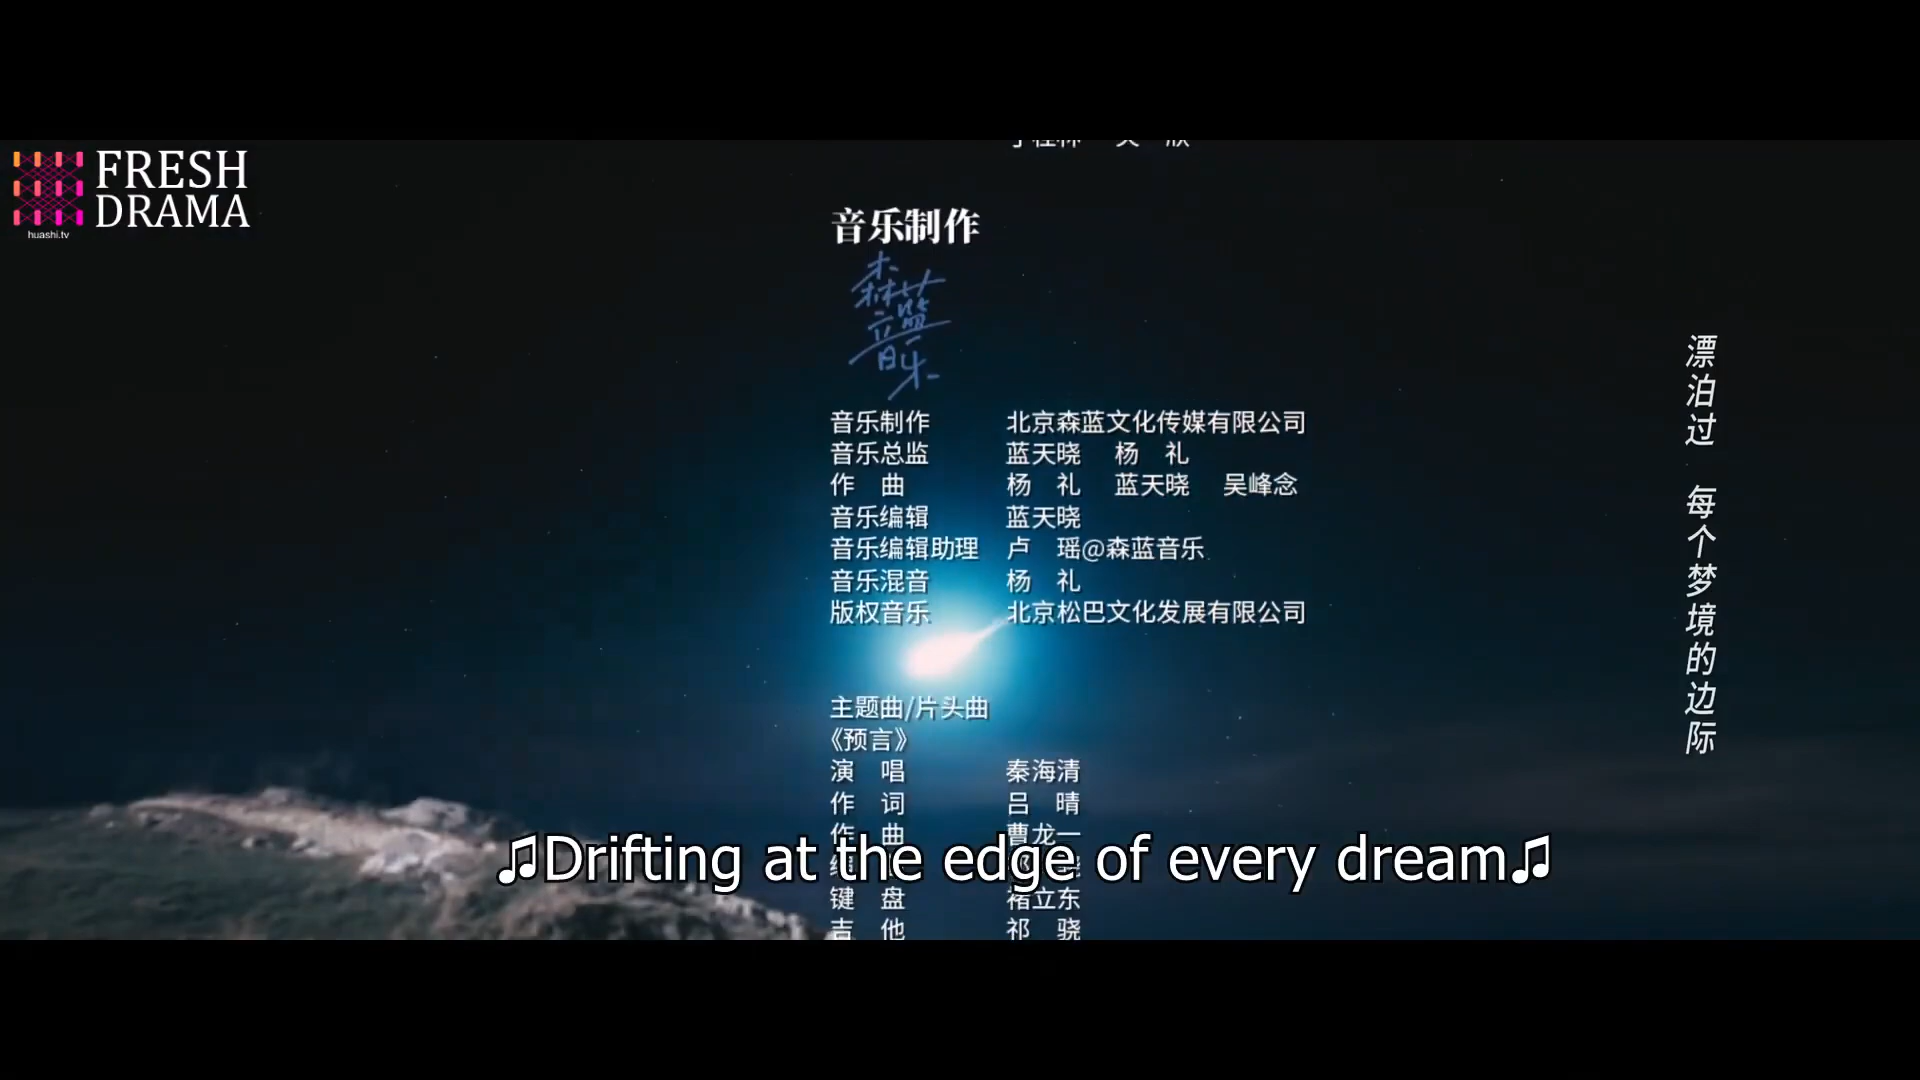 FRESH
DRAMA
huashi.tv
音乐制作
森蓝音乐
音乐制作 北京森蓝文化传媒有限公司
音乐总监 蓝天晓 杨 礼
作 曲 杨 礼 蓝天晓 吴峰念
音乐编辑 蓝天晓
音乐编辑助理 卢 瑶@森蓝音乐
音乐混音 杨 礼
版权音乐 北京松巴文化发展有限公司
主题曲/片头曲
《预言》
演 唱 秦海清
作 词 吕 晴
作 曲 曹龙一
♫Drifting at the edge of every dream♫
键 盘 褚立东
吉 他 祁 骁
漂泊过 每个梦境的边际